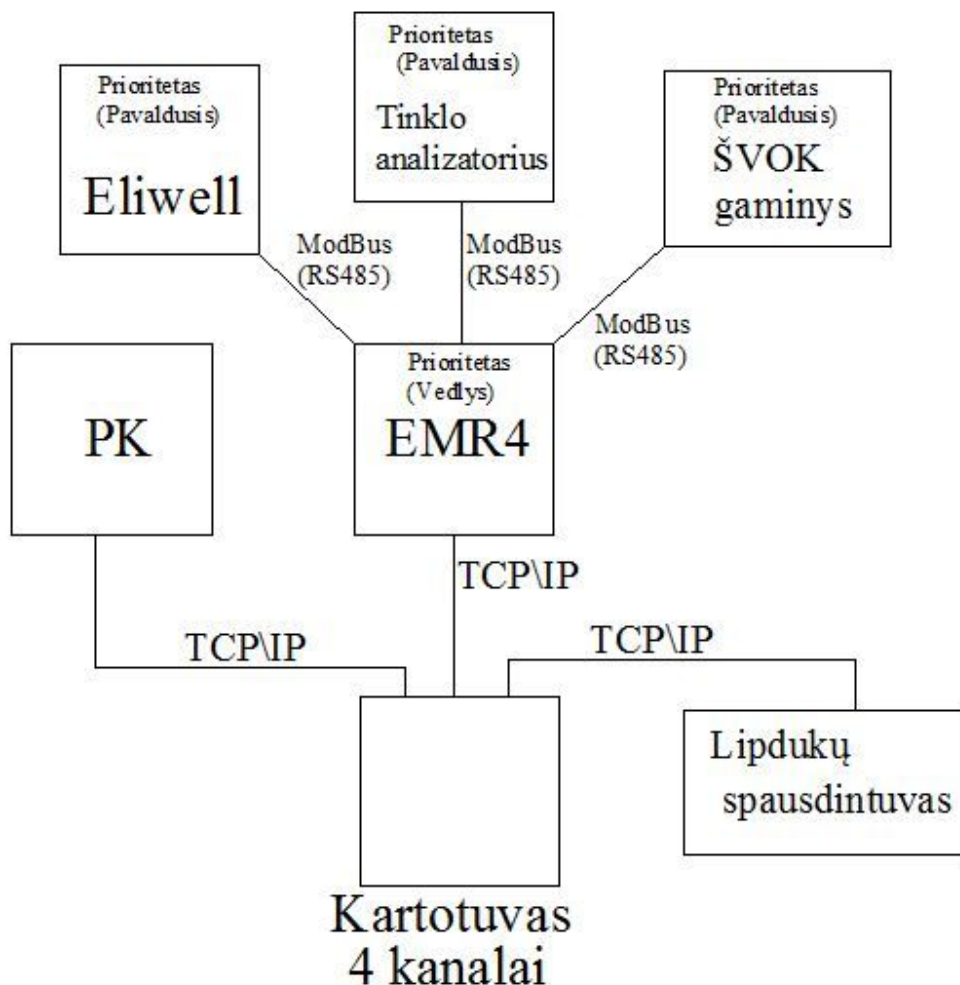 Prioritetas
(Pavaldusis)
Eliwell
Prioritetas
(Pavaldusis)
Tinklo
analizatorius
Prioritetas
(Pavaldusis)
ŠVOK
gaminys
ModBus
(RS485)
ModBus
(RS485)
ModBus
(RS485)
PK
Prioritetas
(Vedlys)
EMR4
TCP\IP
TCP\IP
TCP\IP
Lipdukų
spausdintuvas
Kartotuvas
4 kanalai